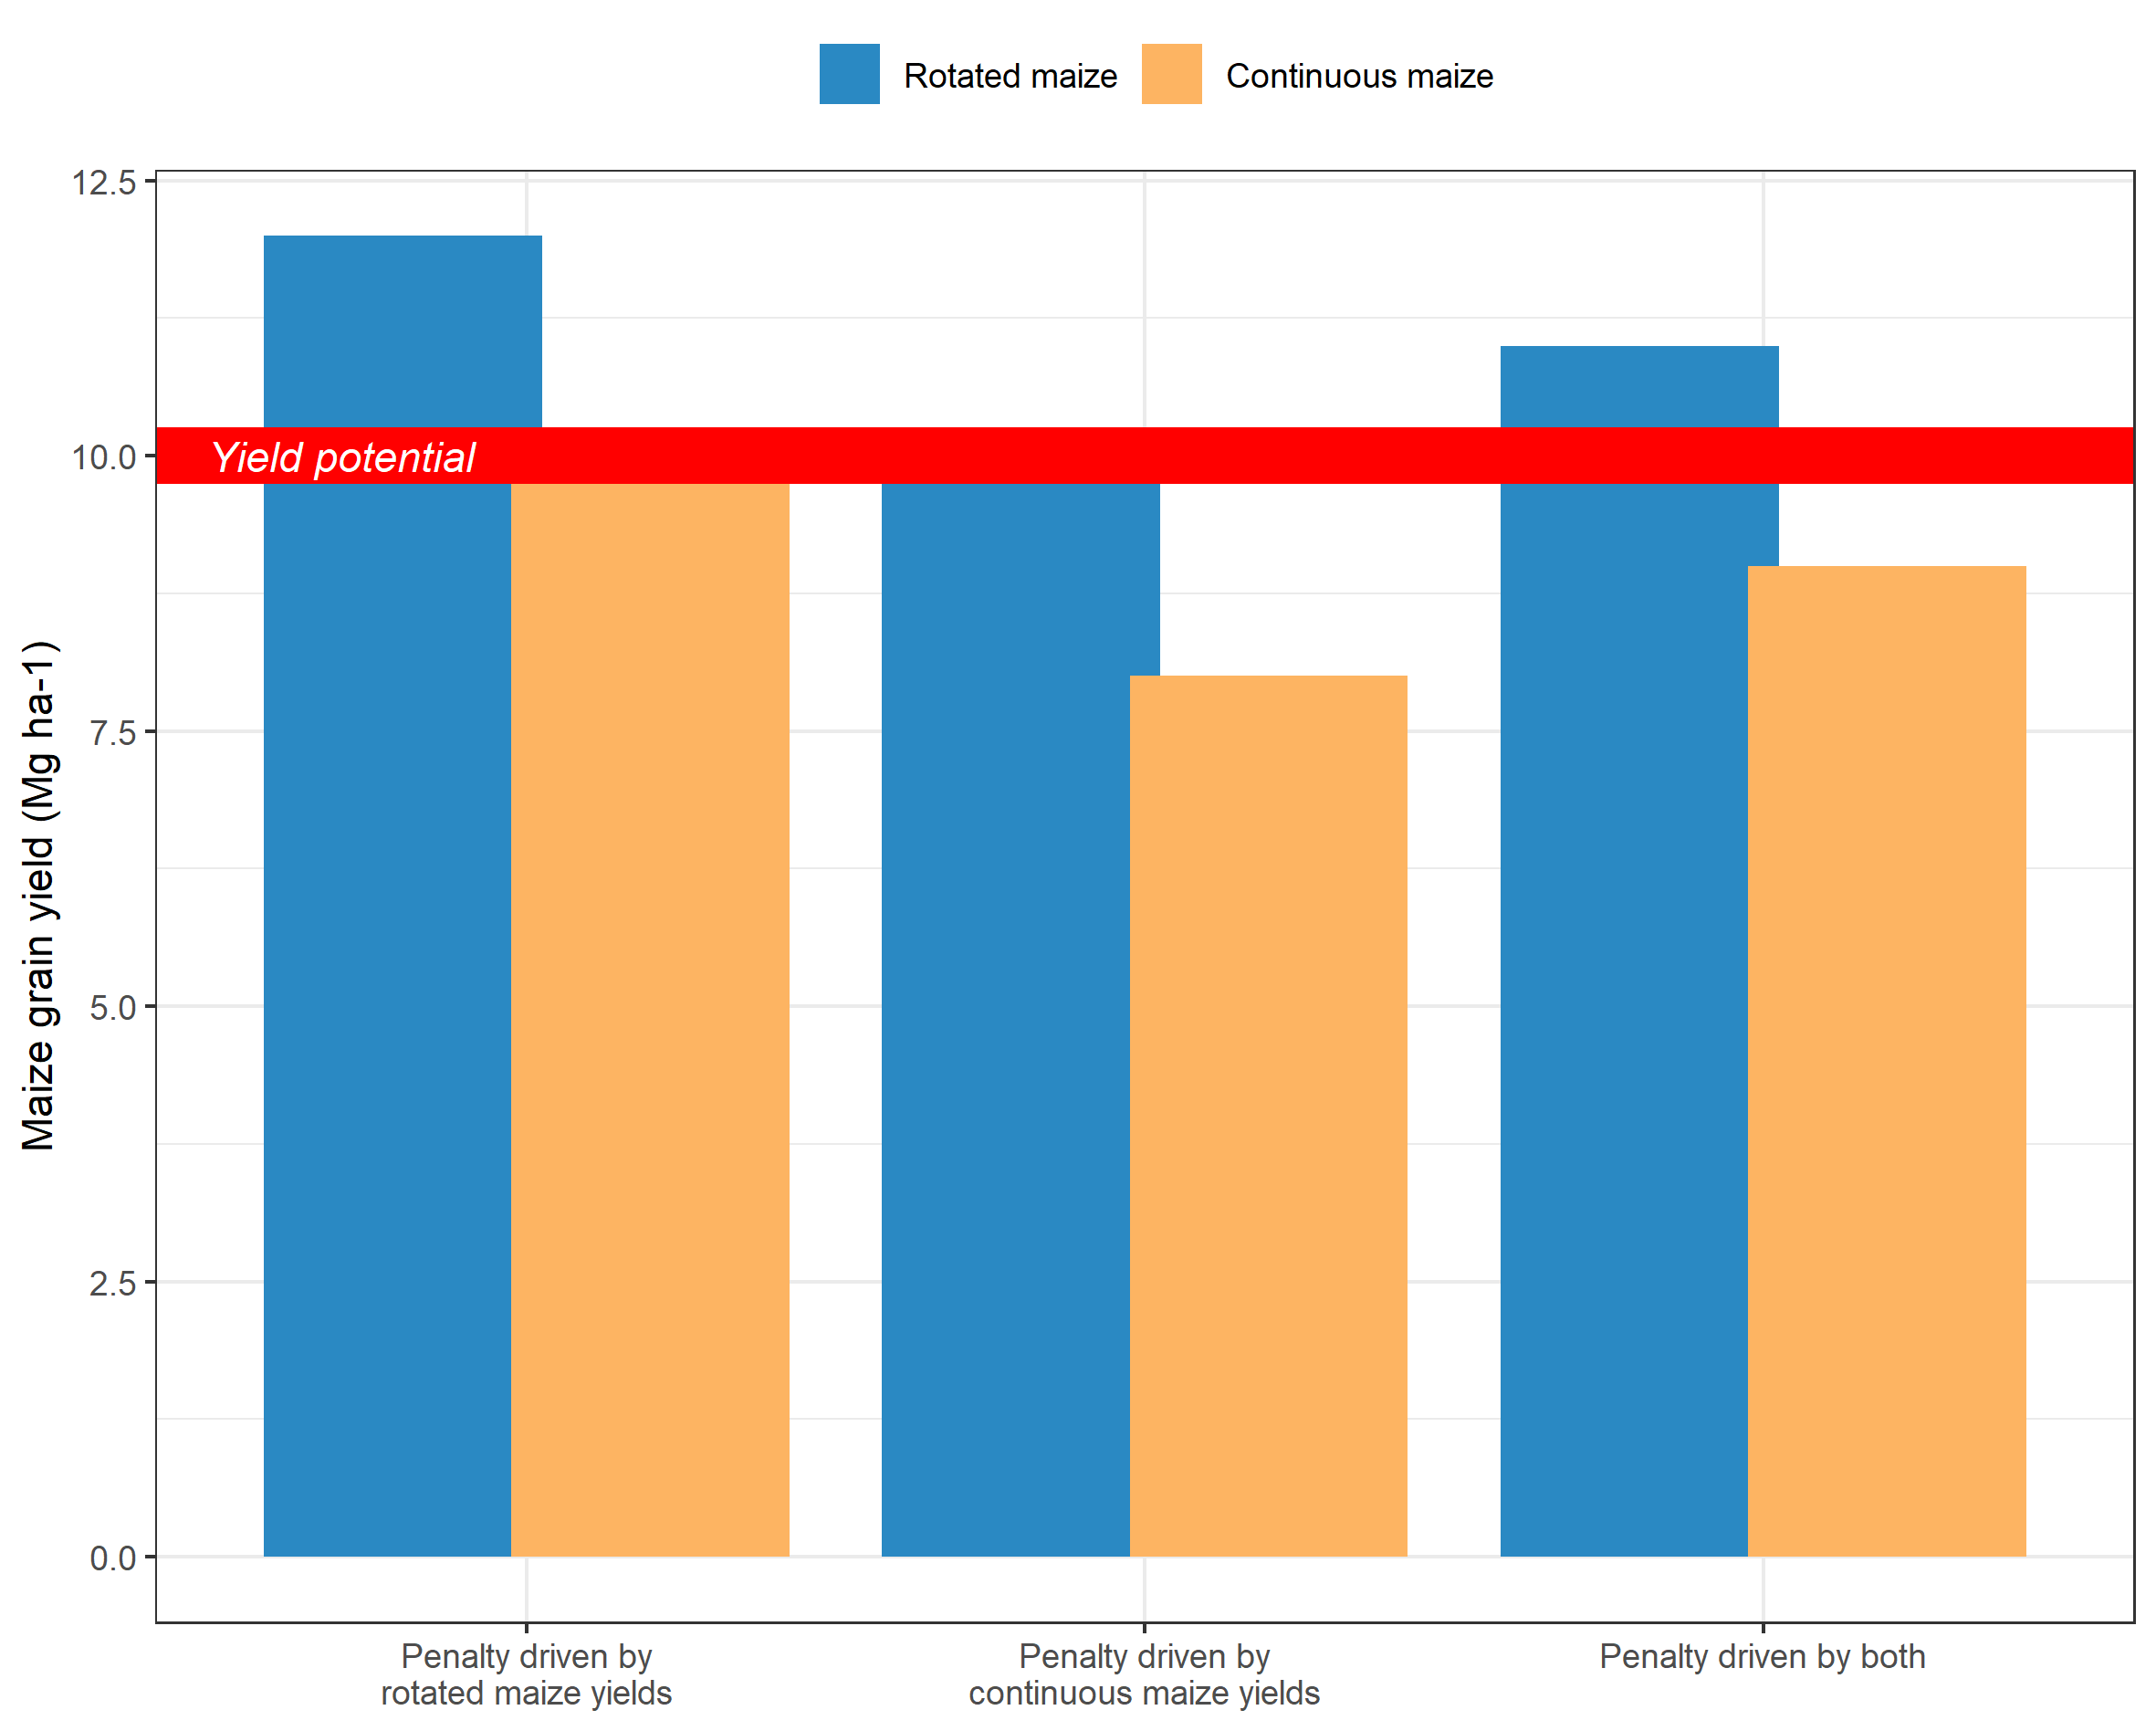 Rotated maize
Continuous maize
12.5
10.0
7.5
5.0
2.5
0.0
Maize grain yield (Mg ha-1)
Yield potential
Penalty driven by
rotated maize yields
Penalty driven by
continuous maize yields
Penalty driven by both